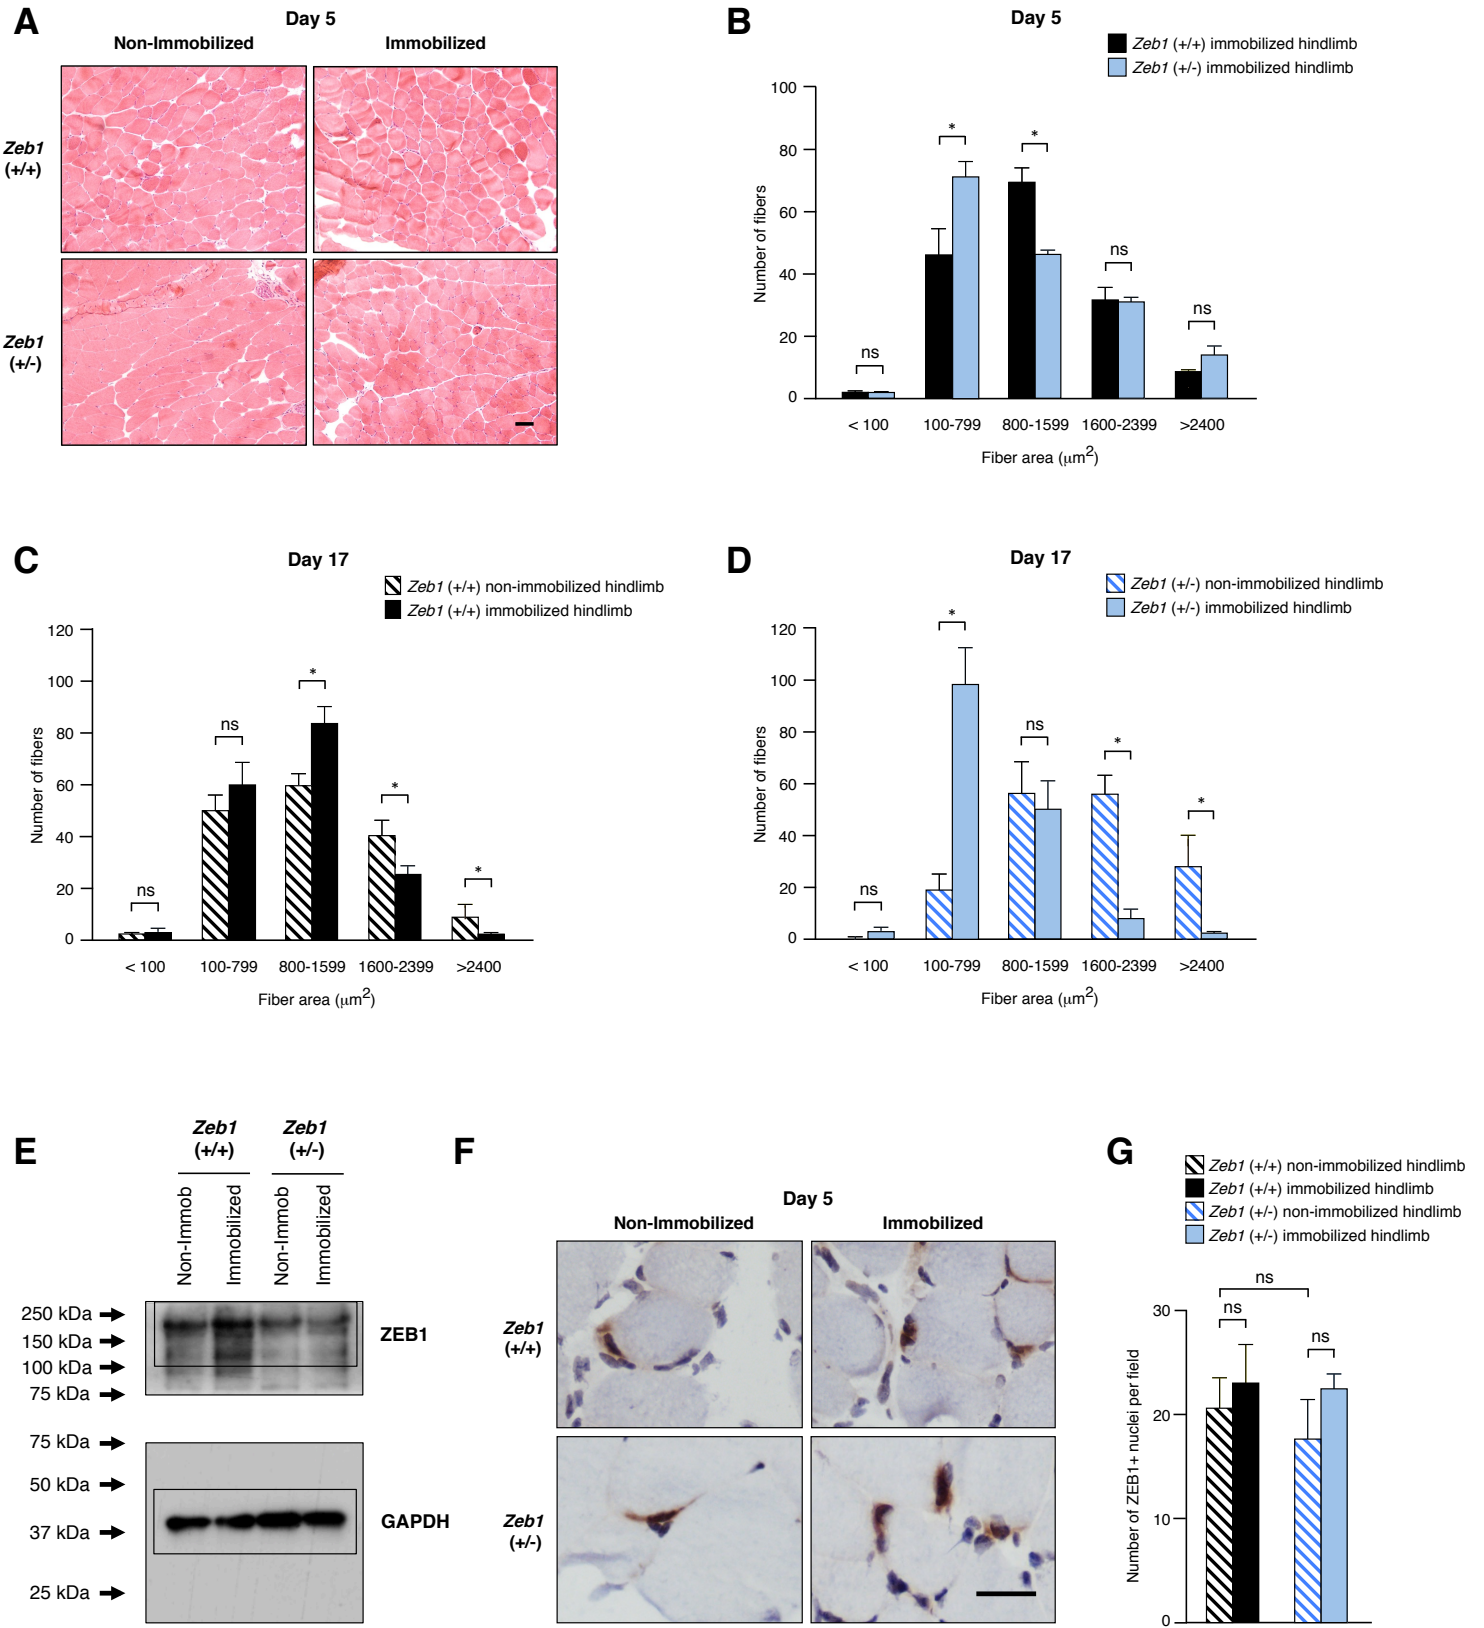 A
Day 5
Non-Immobilized
Immobilized
Zeb1
(+/+)
Zeb1
(+/-)
B
Day 5
Zeb1 (+/+) immobilized hindlimb
Zeb1 (+/-) immobilized hindlimb
Number of fibers
100
80
60
40
20
0
ns
*
*
ns
ns
< 100
100-799
800-1599
1600-2399
>2400
Fiber area (μm2)
C
Day 17
Zeb1 (+/+) non-immobilized hindlimb
Zeb1 (+/+) immobilized hindlimb
Number of fibers
120
100
80
60
40
20
0
ns
ns
*
*
*
< 100
100-799
800-1599
1600-2399
>2400
Fiber area (μm2)
D
Day 17
Zeb1 (+/-) non-immobilized hindlimb
Zeb1 (+/-) immobilized hindlimb
Number of fibers
120
100
80
60
40
20
0
ns
*
ns
*
*
< 100
100-799
800-1599
1600-2399
>2400
Fiber area (μm2)
E
Zeb1
(+/+)
Zeb1
(+/-)
Non-Immob
Immobilized
Non-Immob
Immobilized
250 kDa
150 kDa
100 kDa
75 kDa
ZEB1
75 kDa
50 kDa
37 kDa
25 kDa
GAPDH
F
Day 5
Non-Immobilized
Immobilized
Zeb1
(+/+)
Zeb1
(+/-)
G
Zeb1 (+/+) non-immobilized hindlimb
Zeb1 (+/+) immobilized hindlimb
Zeb1 (+/-) non-immobilized hindlimb
Zeb1 (+/-) immobilized hindlimb
Number of ZEB1+ nuclei per field
30
20
10
0
ns
ns
ns